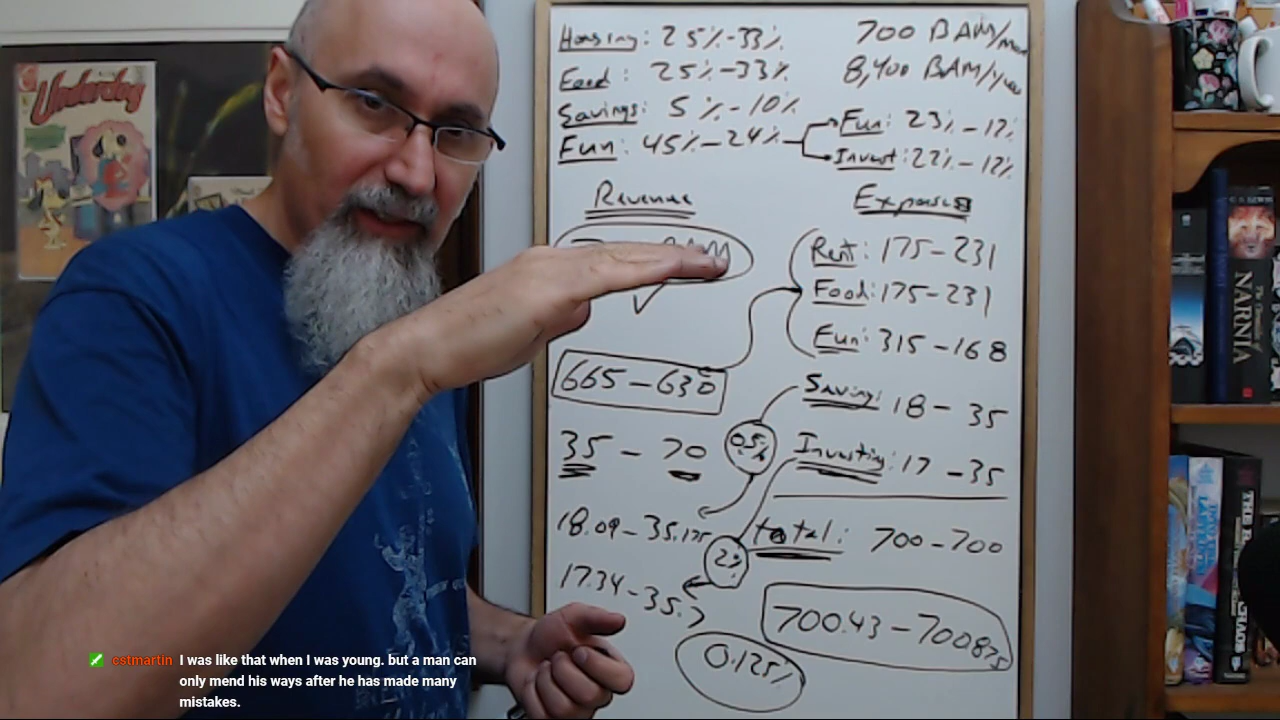 Underdog
Housing: 25%-33%
Food: 25%-33%
Savings: 5%-10%
Fun: 45%-24%
700 BAM/
8,400 BAM/
Fun: 23%-12%
Invest: 22%-12%
Revenue
BAM
665-630
35 - 70
0.5%
18.09-35.175
2%
17.34-35.7
0.125%
Expenses
Rent: 175-231
Food: 175-231
Fun: 315-168
Saving: 18-35
Investing: 17-35
total: 700-700
700.43-700.875
NARNIA
cstmartin I was like that when I was young. but a man can
only mend his ways after he has made many
mistakes.